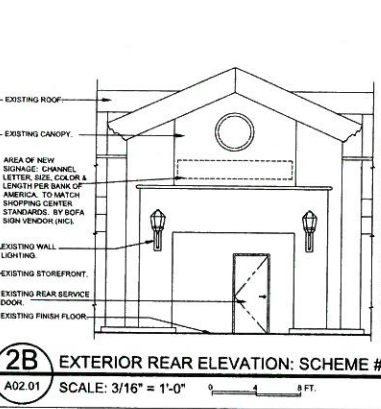 EXISTING ROOF
EXISTING CANOPY.
AREA OF NEW
SIGNAGE: CHANNEL
LETTER, SIZE, COLOR &
LENGTH PER BANK OF
AMERICA, TO MATCH
SHOPPING CENTER
STANDARDS. BY BOFA
SIGN VENDOR (NIC).
EXISTING WALL
LIGHTING.
EXISTING STOREFRONT.
EXISTING REAR SERVICE
DOOR.
EXISTING FINISH FLOOR
2B EXTERIOR REAR ELEVATION: SCHEME #
A02.01 SCALE: 3/16" = 1'-0" 0 4 8 FT.